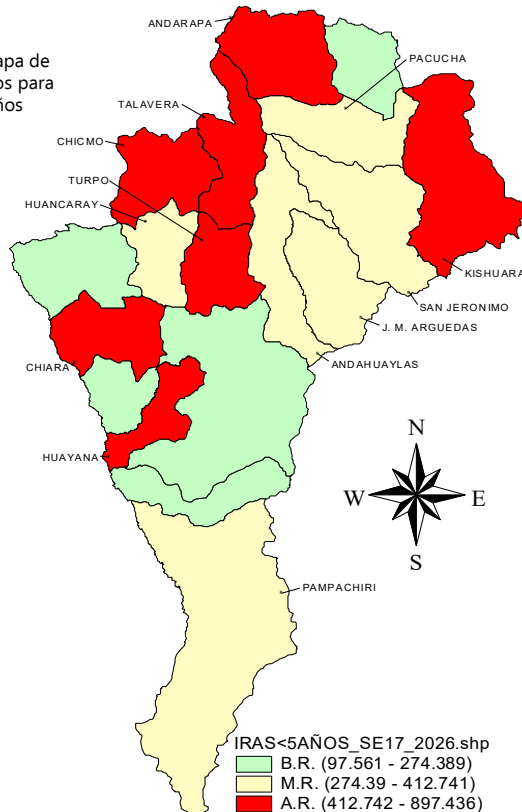 ANDARAPA
apa de
os para
ños
PACUCHA
TALAVERA
CHICMO
TURPO
HUANCARAY
KISHUARA
SAN JERONIMO
J. M. ARGUEDAS
ANDAHUAYLAS
CHIARA
HUAYANA
N
W E
S
PAMPACHIRI
IRAS<5AÑOS_SE17_2026.shp
B.R. (97.561 - 274.389)
M.R. (274.39 - 412.741)
A.R. (412.742 - 897.436)